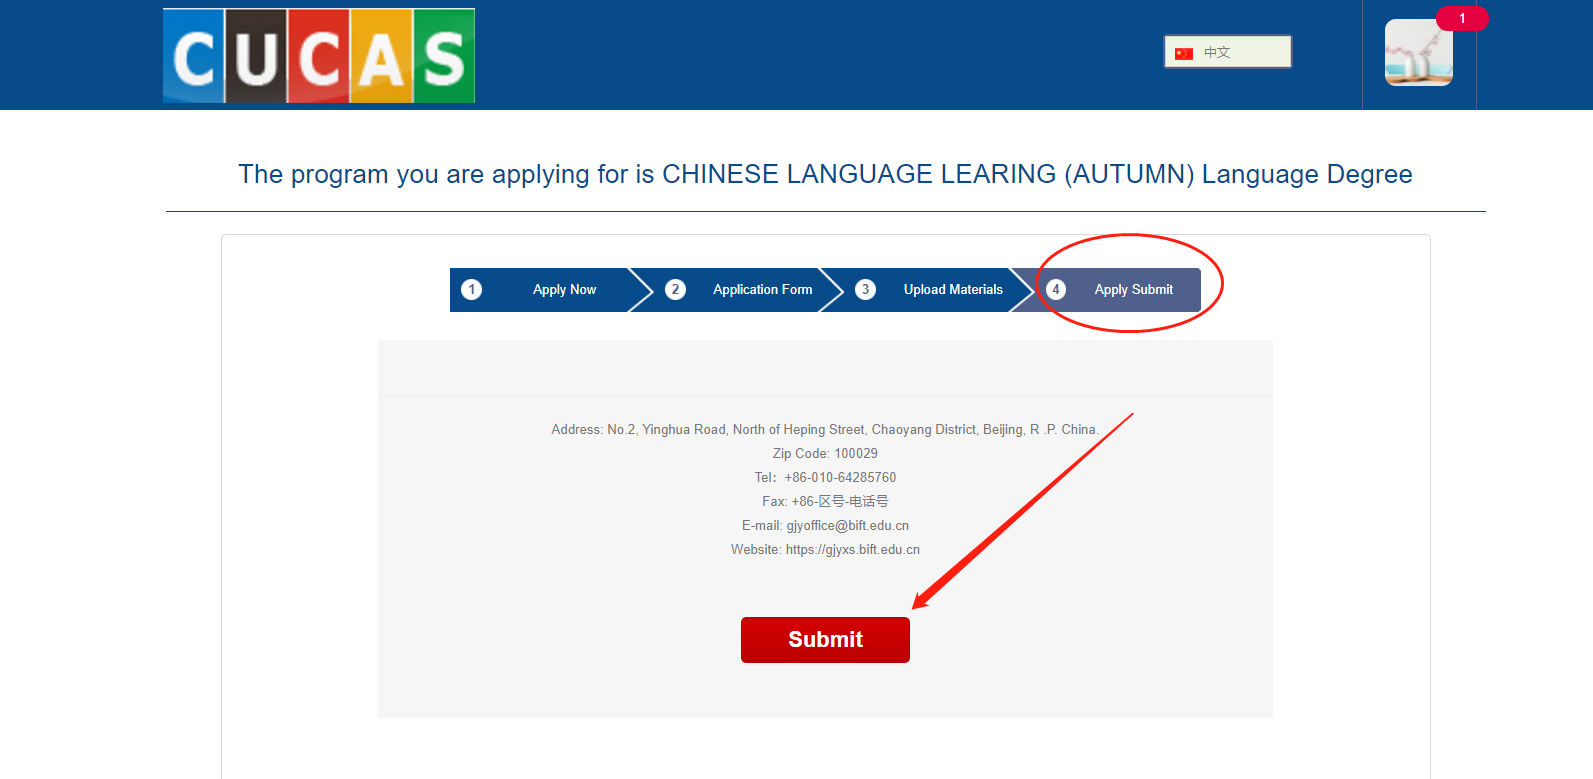 CUCAS
中文
1
The program you are applying for is CHINESE LANGUAGE LEARING (AUTUMN) Language Degree
1 Apply Now 2 Application Form 3 Upload Materials 4 Apply Submit
Address: No.2, Yinghua Road, North of Heping Street, Chaoyang District, Beijing, R .P. China.
Zip Code: 100029
Tel：+86-010-64285760
Fax: +86-区号-电话号
E-mail: gjyoffice@bift.edu.cn
Website: https://gjyxs.bift.edu.cn
Submit